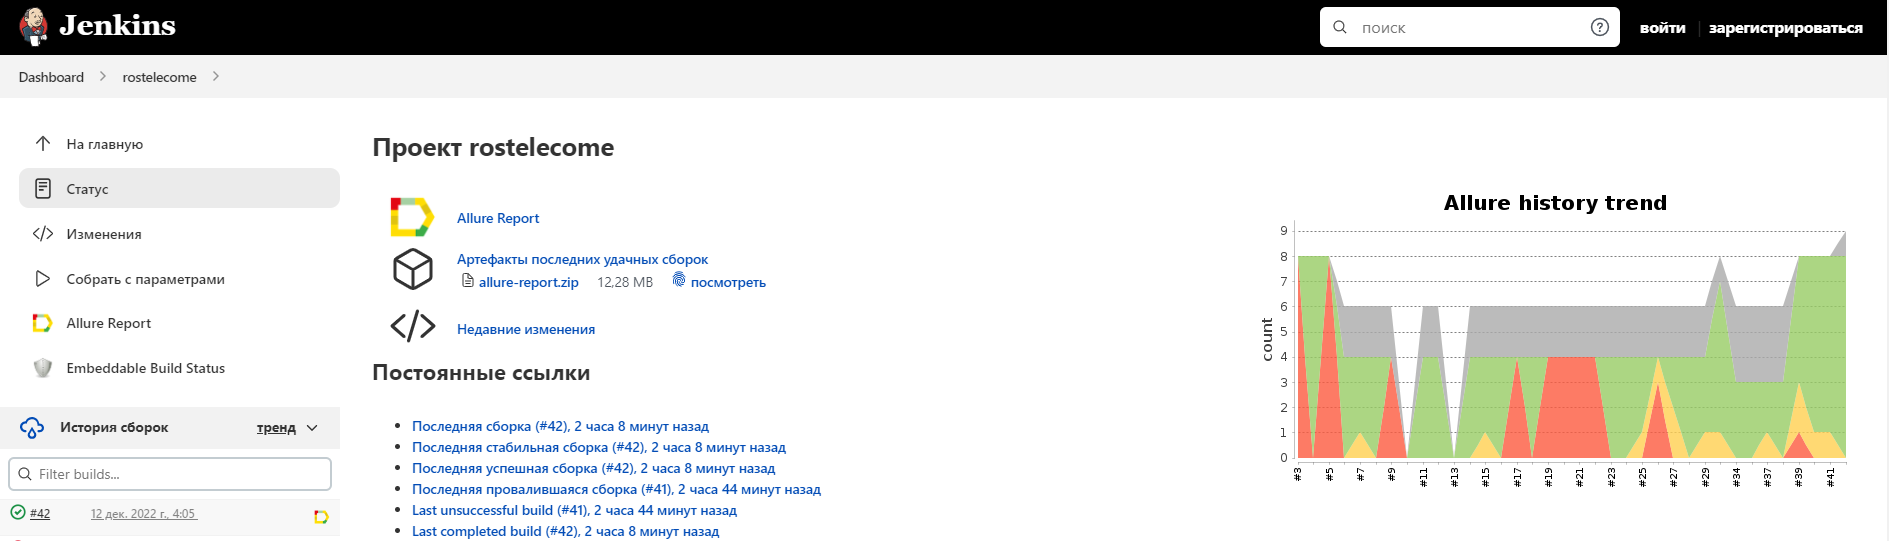 Jenkins
поиск
войти
зарегистрироваться
Dashboard
rostelecome
На главную
Статус
Изменения
Собрать с параметрами
Allure Report
Embeddable Build Status
История сборок
тренд
Filter builds...
#42
12 дек. 2022 г., 4:05
Проект rostelecome
Allure Report
Артефакты последних удачных сборок
allure-report.zip 12,28 MB посмотреть
Недавние изменения
Постоянные ссылки
Последняя сборка (#42), 2 часа 8 минут назад
Последняя стабильная сборка (#42), 2 часа 8 минут назад
Последняя успешная сборка (#42), 2 часа 8 минут назад
Последняя провалившаяся сборка (#41), 2 часа 44 минут назад
Last unsuccessful build (#41), 2 часа 44 минут назад
Last completed build (#42), 2 часа 8 минут назад
Allure history trend
count
9
8
7
6
5
4
3
2
1
0
#3 #5 #7 #9 #11 #13 #15 #17 #19 #21 #23 #25 #27 #29 #34 #37 #39 #41